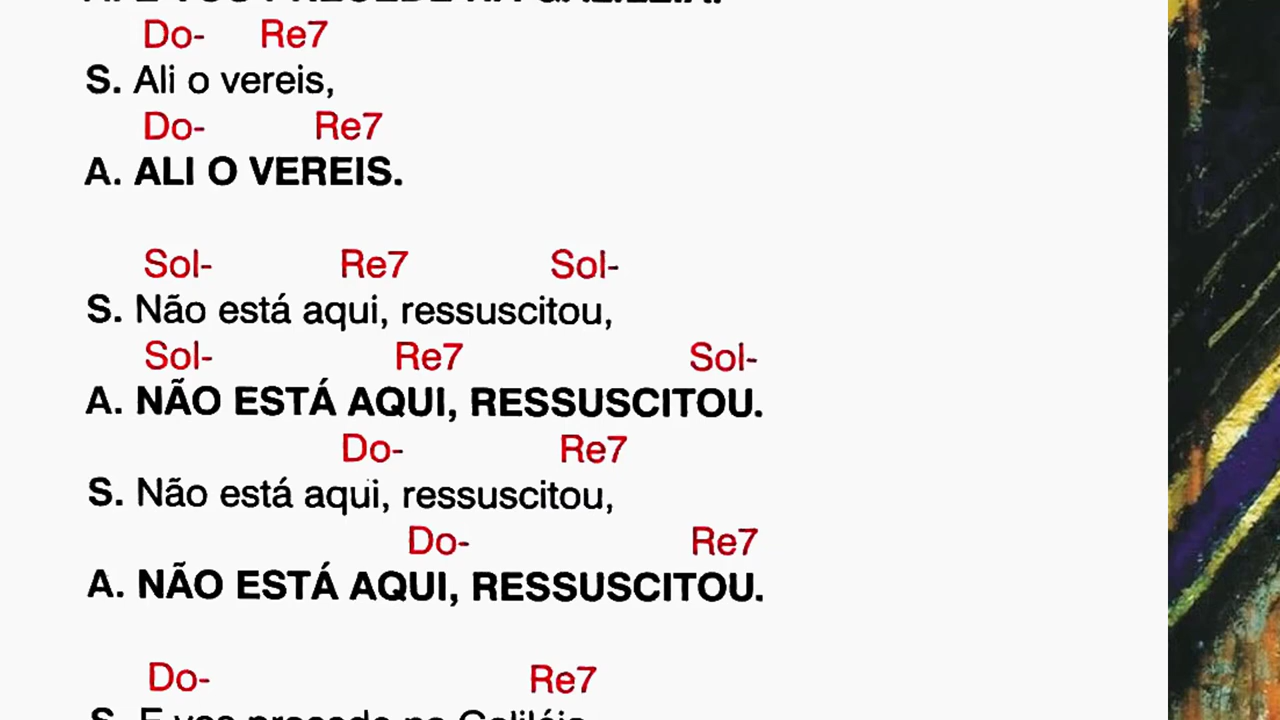 Do- Re7
S. Ali o vereis,
Do- Re7
A. ALI O VEREIS.
Sol- Re7 Sol-
S. Não está aqui, ressuscitou,
Sol- Re7 Sol-
A. NÃO ESTÁ AQUI, RESSUSCITOU.
Do- Re7
S. Não está aqui, ressuscitou,
Do- Re7
A. NÃO ESTÁ AQUI, RESSUSCITOU.
Do- Re7